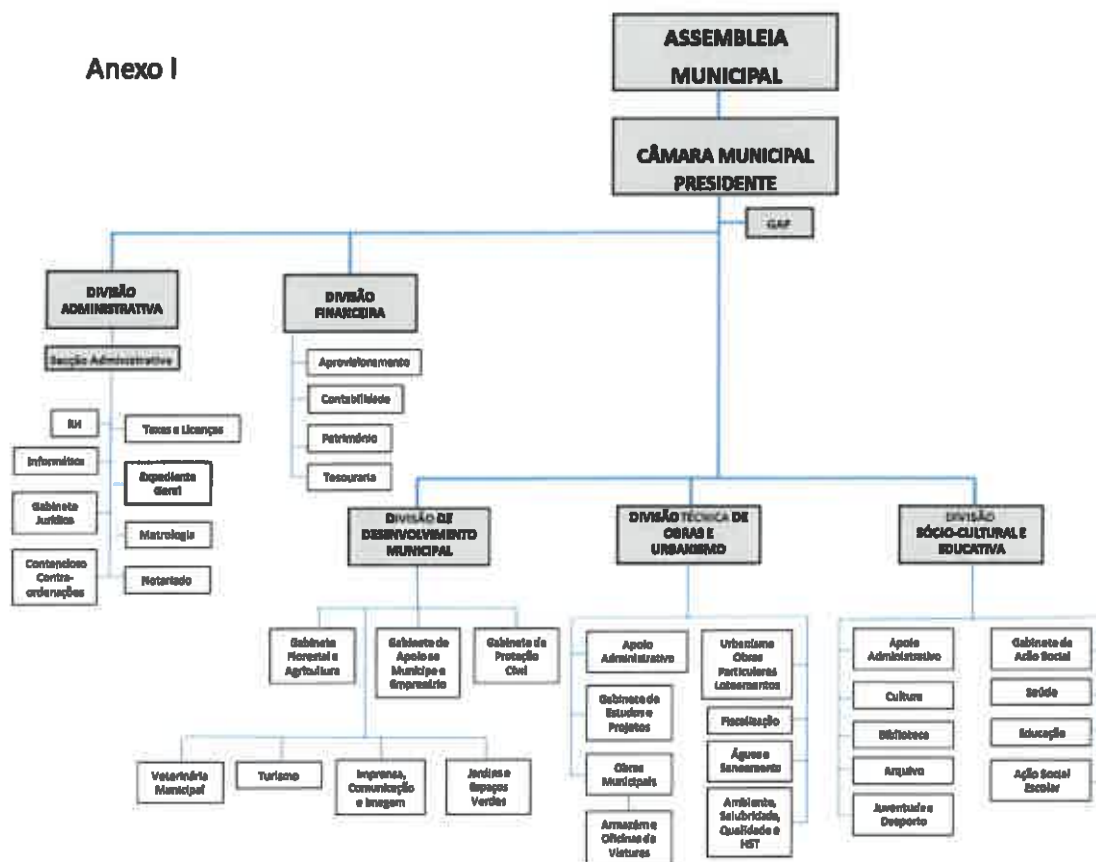 Anexo I
ASSEMBLEIA
MUNICIPAL
CÂMARA MUNICIPAL
PRESIDENTE
GAP
DIVISÃO
ADMINISTRATIVA
Secção Administrativa
RH
Taxas e Licenças
Informática
Expediente
Geral
Gabinete
Jurídico
Metrologia
Contencioso
Contra-
ordenações
Notariado
DIVISÃO
FINANCEIRA
Aprovisionamento
Contabilidade
Património
Tesouraria
DIVISÃO DE
DESENVOLVIMENTO
MUNICIPAL
Gabinete
Florestal e
Agricultura
Gabinete de
Apoio ao
Munícipe e
Empresário
Gabinete de
Proteção
Civil
Veterinária
Municipal
Turismo
Imprensa,
Comunicação
e Imagem
Jardins e
Espaços
Verdes
DIVISÃO TÉCNICA DE
OBRAS E
URBANISMO
Apoio
Administrativo
Gabinete de
Estudos e
Projetos
Obras
Municipais
Armazém e
Oficinas de
Viaturas
Urbanismo
Obras
Particulares
Loteamentos
Fiscalização
Águas e
Saneamento
Ambiente,
Salubridade,
Qualidade e
HST
DIVISÃO
SÓCIO-CULTURAL E
EDUCATIVA
Apoio
Administrativo
Cultura
Biblioteca
Arquivo
Juventude e
Desporto
Gabinete de
Ação Social
Saúde
Educação
Ação Social
Escolar